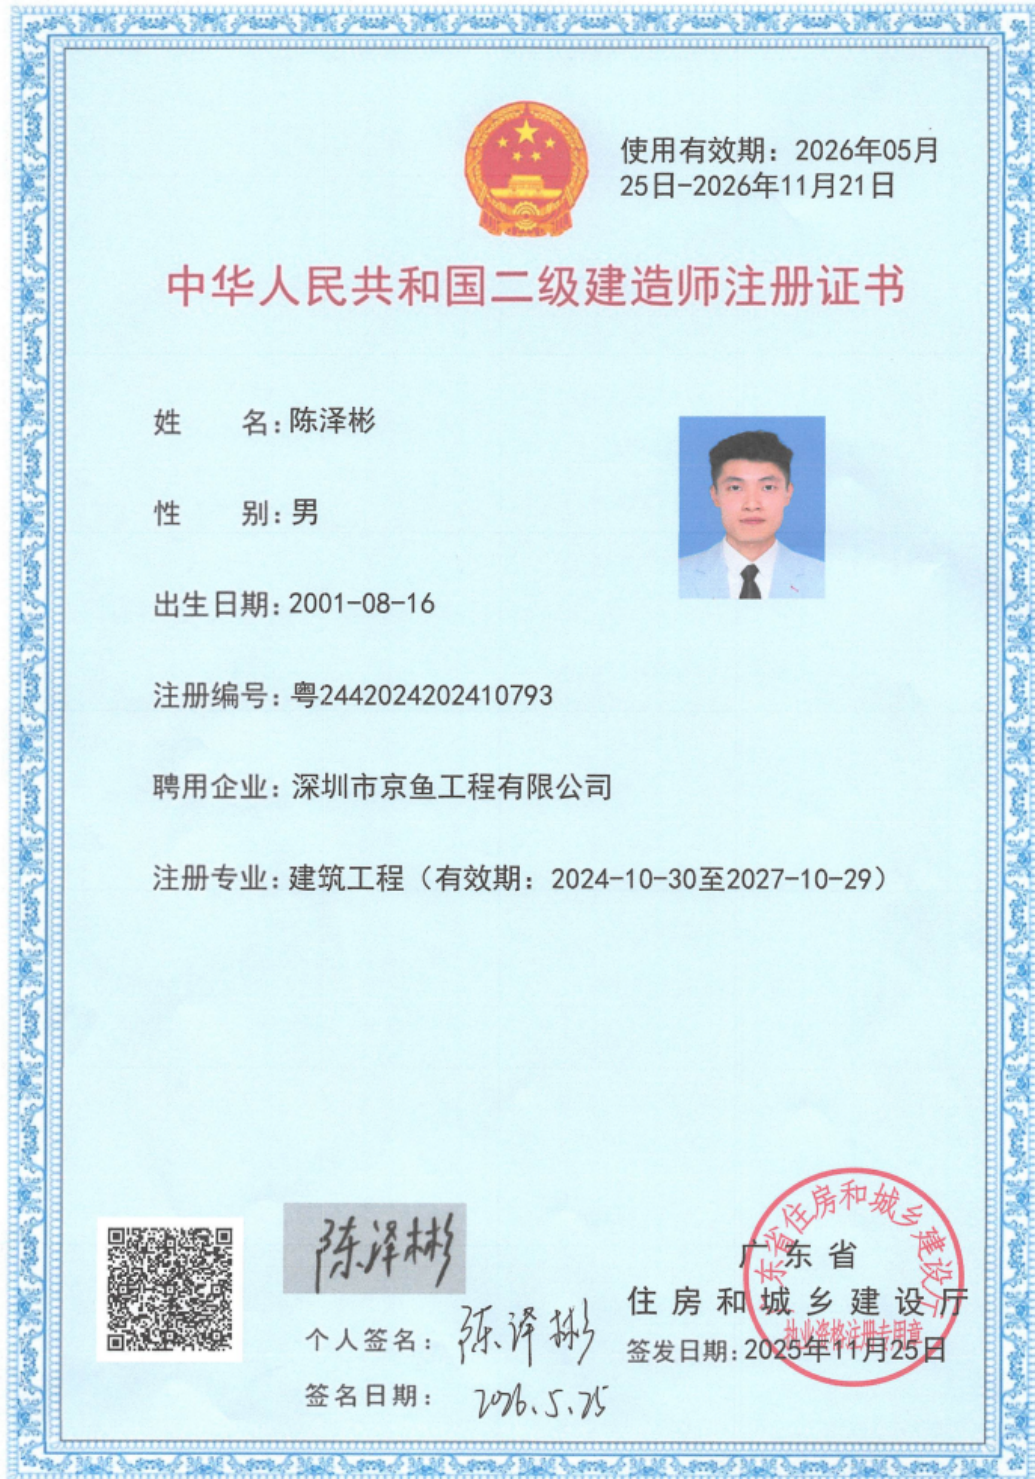 使用有效期：2026年05月
25日-2026年11月21日
中华人民共和国二级建造师注册证书
姓 名：陈泽彬
性 别：男
出生日期：2001-08-16
注册编号：粤2442024202410793
聘用企业：深圳市京鱼工程有限公司
注册专业：建筑工程（有效期：2024-10-30至2027-10-29）
陈泽彬
个人签名：陈泽彬
签名日期：2026.5.25
广东省住房和城乡建设厅
执业资格注册专用章
广东省
住房和城乡建设厅
签发日期：2025年11月25日